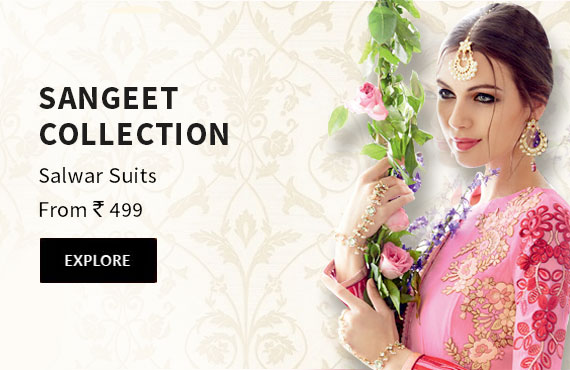 SANGEET
COLLECTION
Salwar Suits
From ₹ 499
EXPLORE